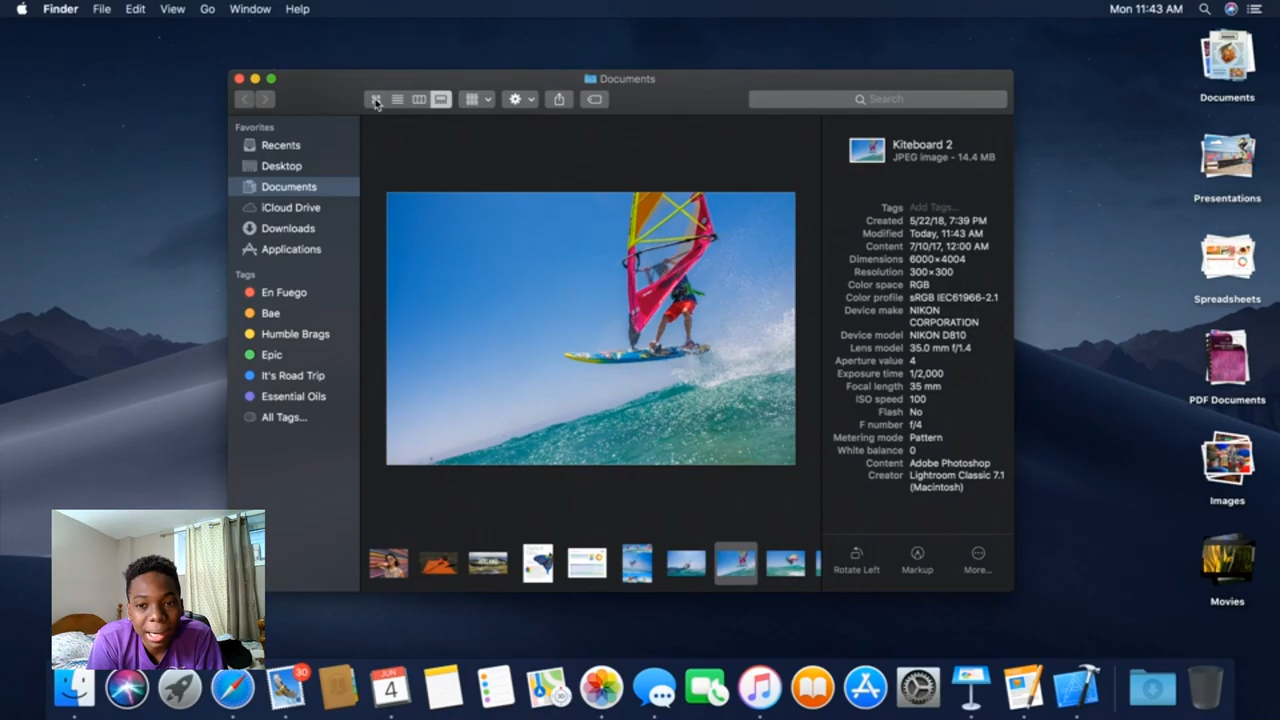 Finder File Edit View Go Window Help
Mon 11:43 AM
Documents
Search
Favorites
Recents
Desktop
Documents
iCloud Drive
Downloads
Applications
Tags
En Fuego
Bae
Humble Brags
Epic
It's Road Trip
Essential Oils
All Tags...
Kiteboard 2
JPEG image - 14.4 MB
Tags Add Tags...
Created 5/22/18, 7:39 PM
Modified Today, 11:43 AM
Content 7/10/17, 12:00 AM
Dimensions 6000×4004
Resolution 300×300
Color space RGB
Color profile sRGB IEC61966-2.1
Device make NIKON
CORPORATION
Device model NIKON D810
Lens model 35.0 mm f/1.4
Aperture value 4
Exposure time 1/2,000
Focal length 35 mm
ISO speed 100
Flash No
F number f/4
Metering mode Pattern
White balance 0
Content Adobe Photoshop
Creator Lightroom Classic 7.1
(Macintosh)
Rotate Left
Markup
More...
Documents
Presentations
Spreadsheets
PDF Documents
Images
Movies
30
JUN
4